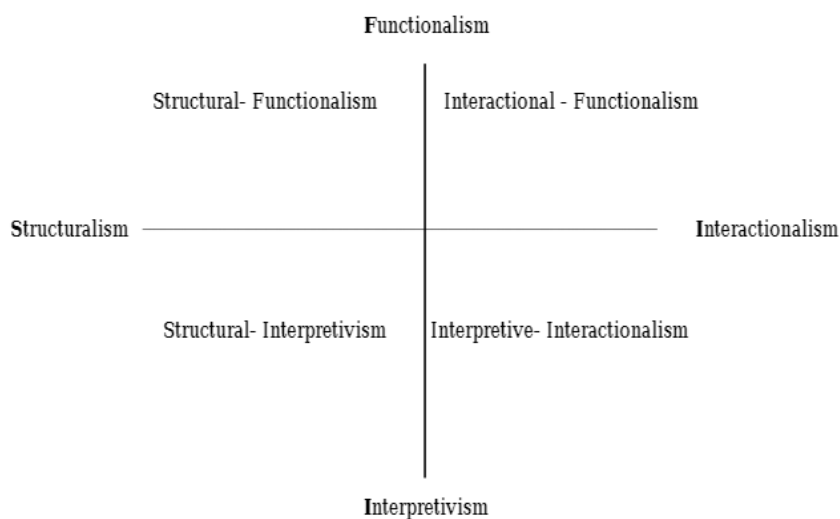 Functionalism
Structural- Functionalism
Interactional - Functionalism
Structuralism
Interactionalism
Structural- Interpretivism
Interpretive- Interactionalism
Interpretivism